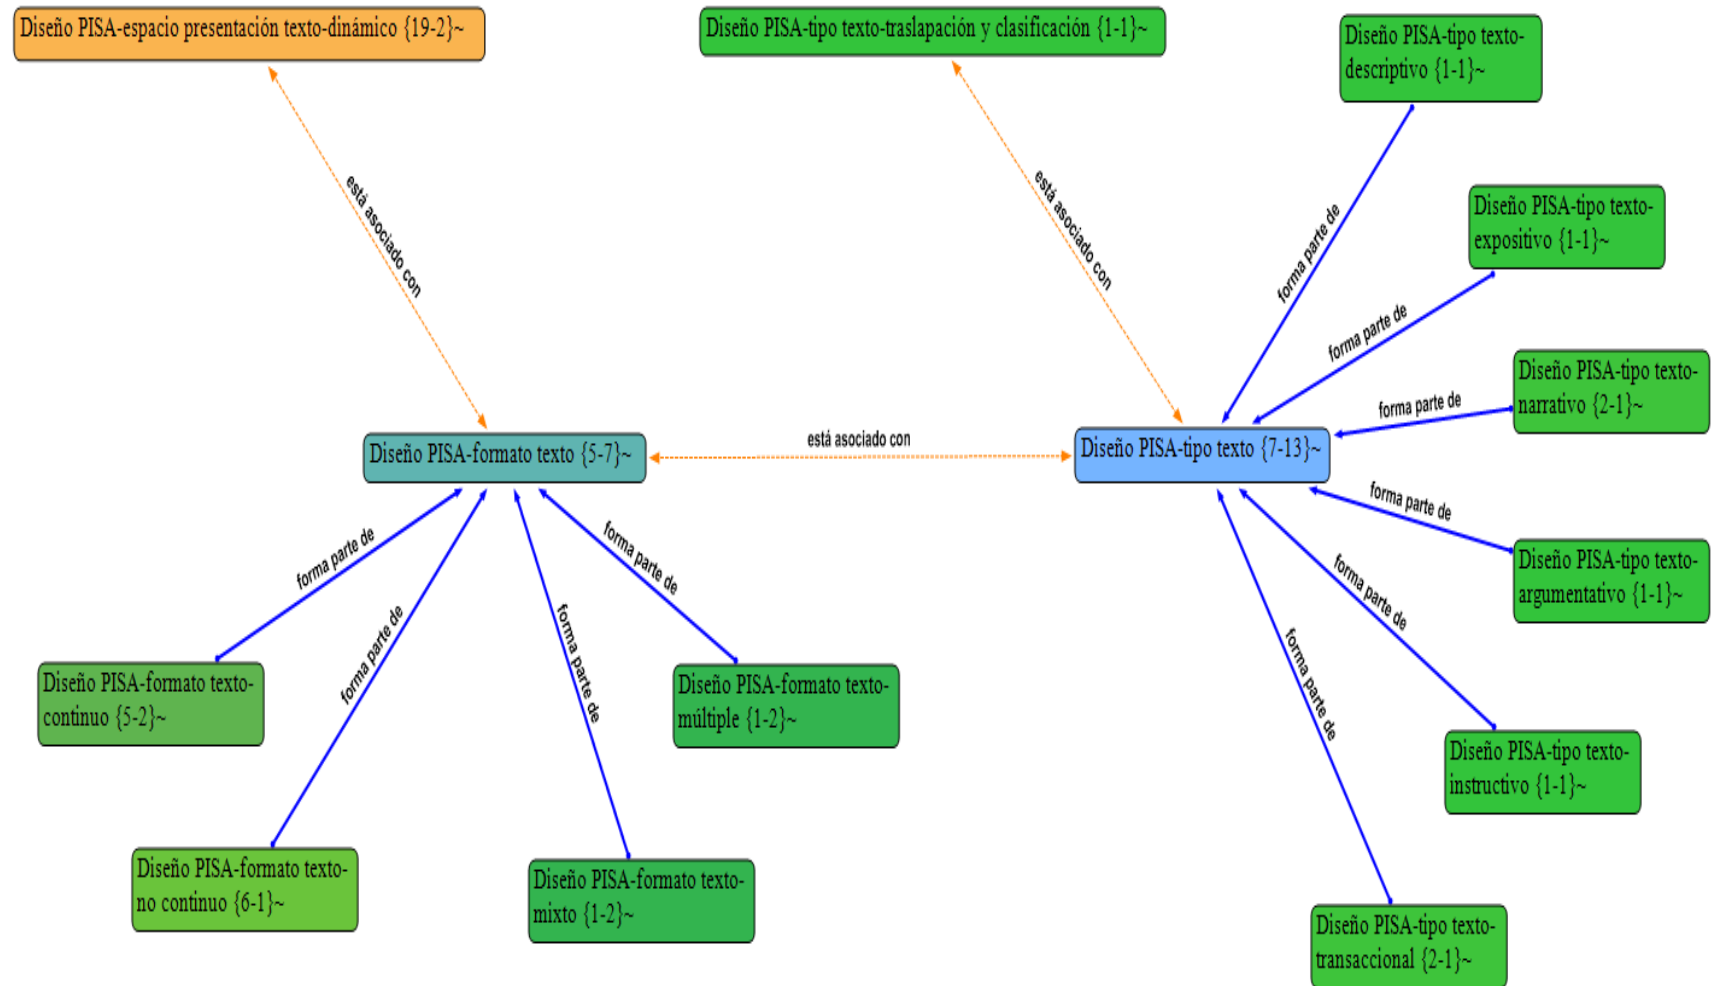 Diseño PISA-espacio presentación texto-dinámico {19-2}~
Diseño PISA-tipo texto-traslapación y clasificación {1-1}~
Diseño PISA-tipo texto-
descriptivo {1-1}~
está asociado con
está asociado con
forma parte de
Diseño PISA-tipo texto-
expositivo {1-1}~
forma parte de
Diseño PISA-tipo texto-
narrativo {2-1}~
forma parte de
Diseño PISA-formato texto {5-7}~
está asociado con
Diseño PISA-tipo texto {7-13}~
forma parte de
Diseño PISA-tipo texto-
argumentativo {1-1}~
forma parte de
forma parte de
forma parte de
forma parte de
forma parte de
forma parte de
Diseño PISA-formato texto-
continuo {5-2}~
Diseño PISA-formato texto-
múltiple {1-2}~
Diseño PISA-tipo texto-
instructivo {1-1}~
Diseño PISA-formato texto-
no continuo {6-1}~
Diseño PISA-formato texto-
mixto {1-2}~
Diseño PISA-tipo texto-
transaccional {2-1}~